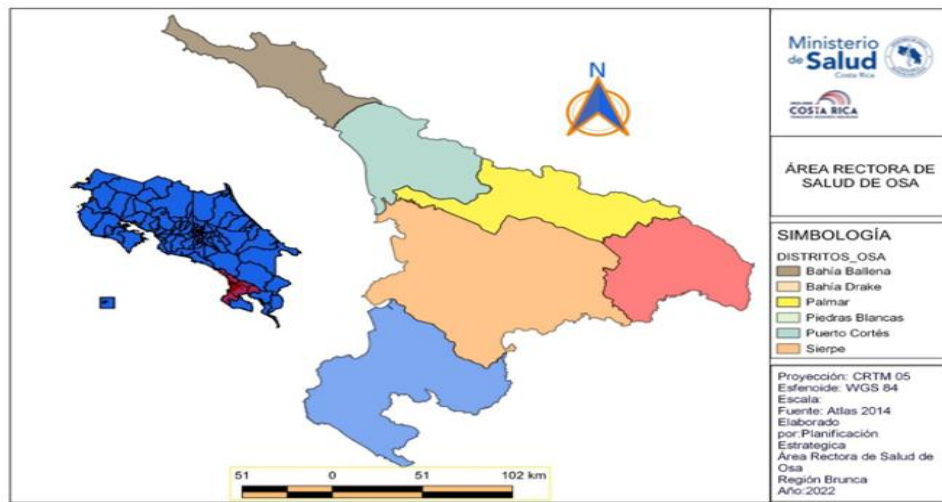 N
Ministerio
de Salud
Costa Rica
COSTA RICA
ÁREA RECTORA DE
SALUD DE OSA
SIMBOLOGÍA
DISTRITOS_OSA
Bahía Ballena
Bahía Drake
Palmar
Piedras Blancas
Puerto Cortés
Sierpe
Proyección: CRTM 05
Esfenoide: WGS 84
Escala:
Fuente: Atlas 2014
Elaborado
por:Planificación
Estrategica
Área Rectora de Salud de
Osa
Región Brunca
Año:2022
51 0 51 102 km